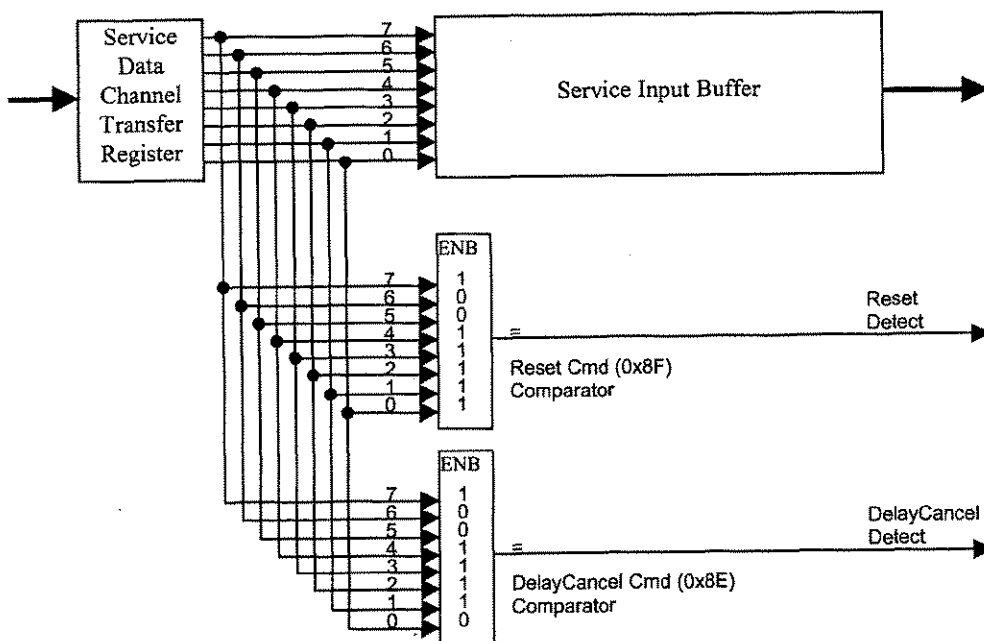 Service
Data
Channel
Transfer
Register
7
6
5
4
3
2
1
0
Service Input Buffer
ENB
7 1
6 0
5 0
4 1
3 1
2 1
1 1
0 1
=
Reset Cmd (0x8F)
Comparator
Reset
Detect
ENB
7 1
6 0
5 0
4 1
3 1
2 1
1 1
0 0
=
DelayCancel Cmd (0x8E)
Comparator
DelayCancel
Detect